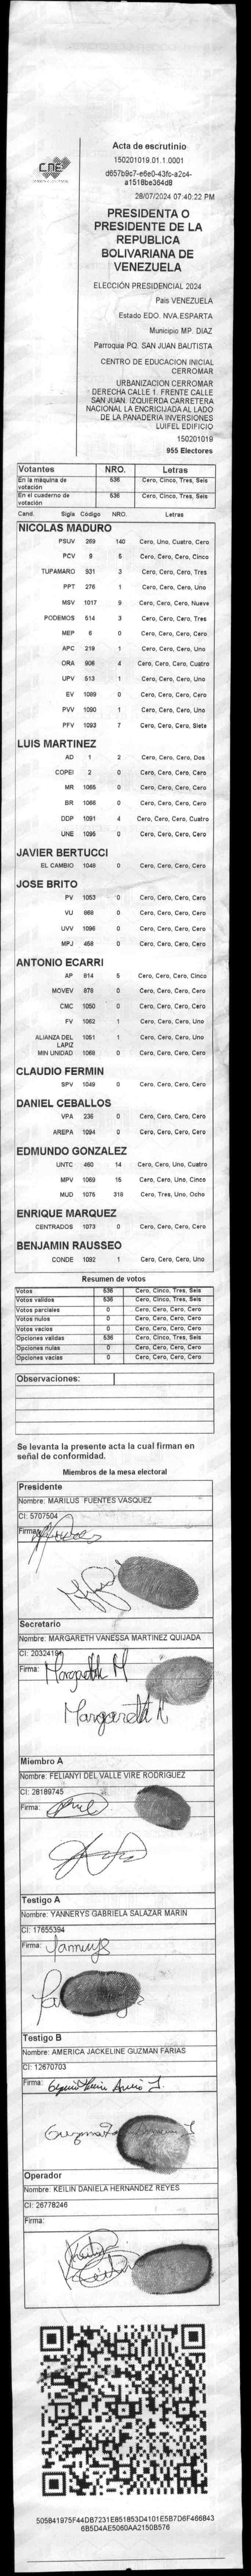 CNE
Acta de escrutinio
150201019.01.1.0001
d657b9c7-e6e0-43fc-a2c4-
a1518be364d8
28/07/2024 07:40:22 PM
PRESIDENTA O
PRESIDENTE DE LA
REPUBLICA
BOLIVARIANA DE
VENEZUELA
ELECCIÓN PRESIDENCIAL 2024
País VENEZUELA
Estado EDO. NVA.ESPARTA
Municipio MP. DIAZ
Parroquia PQ. SAN JUAN BAUTISTA
CENTRO DE EDUCACION INICIAL
CERROMAR
URBANIZACION CERROMAR
DERECHA CALLE 1. FRENTE CALLE
SAN JUAN. IZQUIERDA CARRETERA
NACIONAL LA ENCRICIJADA AL LADO
DE LA PANADERIA INVERSIONES
LUIFEL EDIFICIO
150201019
955 Electores
Votantes NRO. Letras
En la máquina de votación 536 Cero, Cinco, Tres, Seis
En el cuaderno de votación 536 Cero, Cinco, Tres, Seis
Cand. Sigla Código NRO. Letras
NICOLAS MADURO
PSUV 269 140 Cero, Uno, Cuatro, Cero
PCV 9 5 Cero, Cero, Cero, Cinco
TUPAMARO 931 3 Cero, Cero, Cero, Tres
PPT 276 1 Cero, Cero, Cero, Uno
MSV 1017 9 Cero, Cero, Cero, Nueve
PODEMOS 514 3 Cero, Cero, Cero, Tres
MEP 6 0 Cero, Cero, Cero, Cero
APC 219 1 Cero, Cero, Cero, Uno
ORA 906 4 Cero, Cero, Cero, Cuatro
UPV 513 1 Cero, Cero, Cero, Uno
EV 1089 0 Cero, Cero, Cero, Cero
PVV 1090 1 Cero, Cero, Cero, Uno
PFV 1093 7 Cero, Cero, Cero, Siete
LUIS MARTINEZ
AD 1 2 Cero, Cero, Cero, Dos
COPEI 2 0 Cero, Cero, Cero, Cero
MR 1065 0 Cero, Cero, Cero, Cero
BR 1066 0 Cero, Cero, Cero, Cero
DDP 1091 4 Cero, Cero, Cero, Cuatro
UNE 1095 0 Cero, Cero, Cero, Cero
JAVIER BERTUCCI
EL CAMBIO 1048 0 Cero, Cero, Cero, Cero
JOSE BRITO
PV 1053 0 Cero, Cero, Cero, Cero
VU 868 0 Cero, Cero, Cero, Cero
UVV 1096 0 Cero, Cero, Cero, Cero
MPJ 458 0 Cero, Cero, Cero, Cero
ANTONIO ECARRI
AP 814 5 Cero, Cero, Cero, Cinco
MOVEV 878 0 Cero, Cero, Cero, Cero
CMC 1050 0 Cero, Cero, Cero, Cero
FV 1062 1 Cero, Cero, Cero, Uno
ALIANZA DEL LAPIZ 1051 1 Cero, Cero, Cero, Uno
MIN UNIDAD 1068 0 Cero, Cero, Cero, Cero
CLAUDIO FERMIN
SPV 1049 0 Cero, Cero, Cero, Cero
DANIEL CEBALLOS
VPA 236 0 Cero, Cero, Cero, Cero
AREPA 1094 0 Cero, Cero, Cero, Cero
EDMUNDO GONZALEZ
UNTC 460 14 Cero, Cero, Uno, Cuatro
MPV 1069 15 Cero, Cero, Uno, Cinco
MUD 1075 318 Cero, Tres, Uno, Ocho
ENRIQUE MARQUEZ
CENTRADOS 1073 0 Cero, Cero, Cero, Cero
BENJAMIN RAUSSEO
CONDE 1092 1 Cero, Cero, Cero, Uno
Resumen de votos
Votos 536 Cero, Cinco, Tres, Seis
Votos validos 536 Cero, Cinco, Tres, Seis
Votos parciales 0 Cero, Cero, Cero, Cero
Votos nulos 0 Cero, Cero, Cero, Cero
Votos vacios 0 Cero, Cero, Cero, Cero
Opciones validas 536 Cero, Cinco, Tres, Seis
Opciones nulas 0 Cero, Cero, Cero, Cero
Opciones vacías 0 Cero, Cero, Cero, Cero
Observaciones:
Se levanta la presente acta la cual firman en
señal de conformidad.
Miembros de la mesa electoral
Presidente
Nombre: MARILUS FUENTES VASQUEZ
CI: 5707504
Firma:
Secretario
Nombre: MARGARETH VANESSA MARTINEZ QUIJADA
CI: 2032419
Firma: Margareth M
Margareth M
Miembro A
Nombre: FELIANYI DEL VALLE VIRE RODRIGUEZ
CI: 28189745
Firma:
Testigo A
Nombre: YANNERYS GABRIELA SALAZAR MARIN
CI: 17655394
Firma: Yannerys
Testigo B
Nombre: AMERICA JACKELINE GUZMAN FARIAS
CI: 12670703
Firma:
Operador
Nombre: KEILIN DANIELA HERNANDEZ REYES
CI: 26778246
Firma:
505841975F44DB7231E851853D4101E5B7D6F466843
6B5D4AE5060AA2150B576